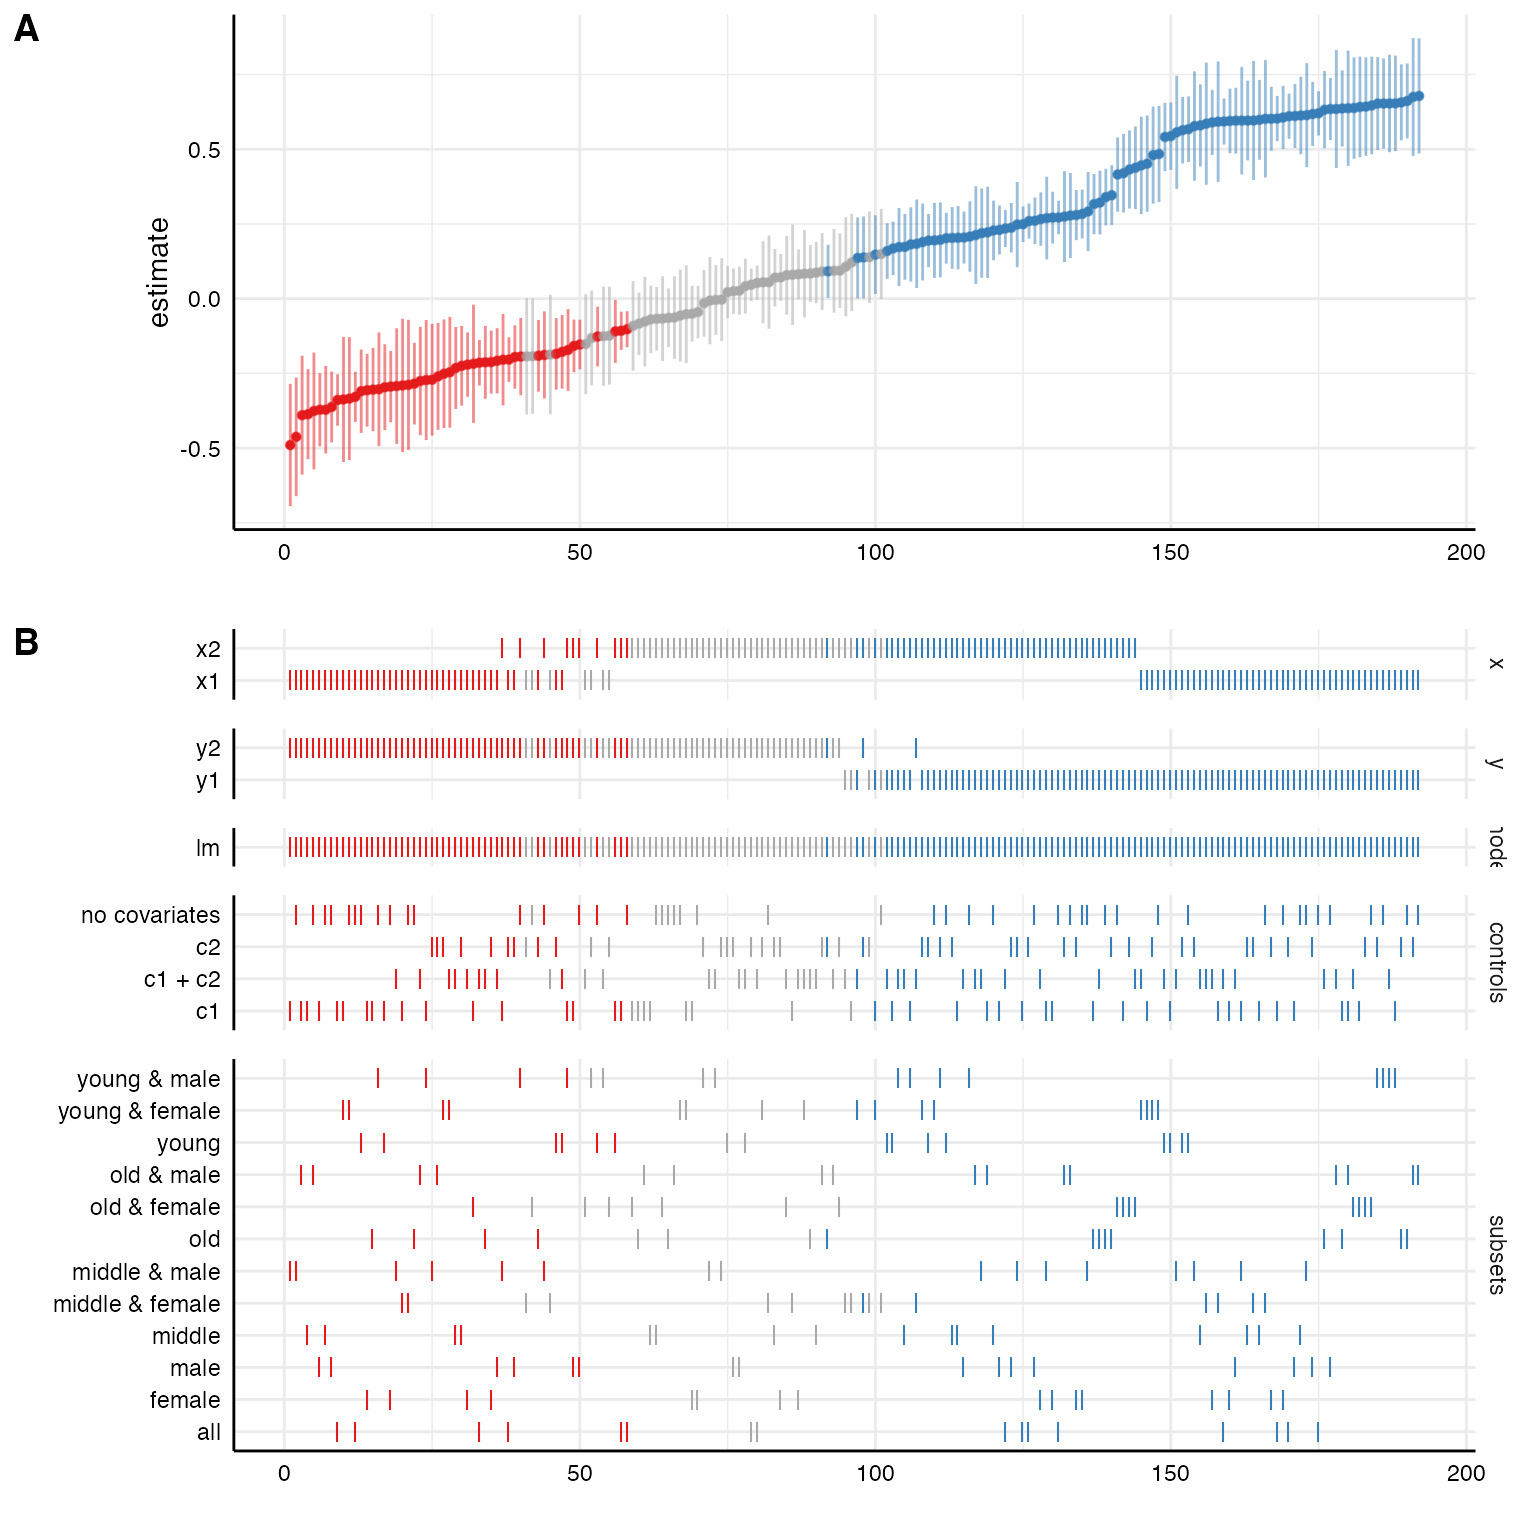 A
estimate
0.5
0.0
-0.5
0 50 100 150 200
B
x2
x1
x
y2
y1
y
lm
no covariates
c2
c1 + c2
c1
controls
young & male
young & female
young
old & male
old & female
old
middle & male
middle & female
middle
male
female
all
subsets
0 50 100 150 200